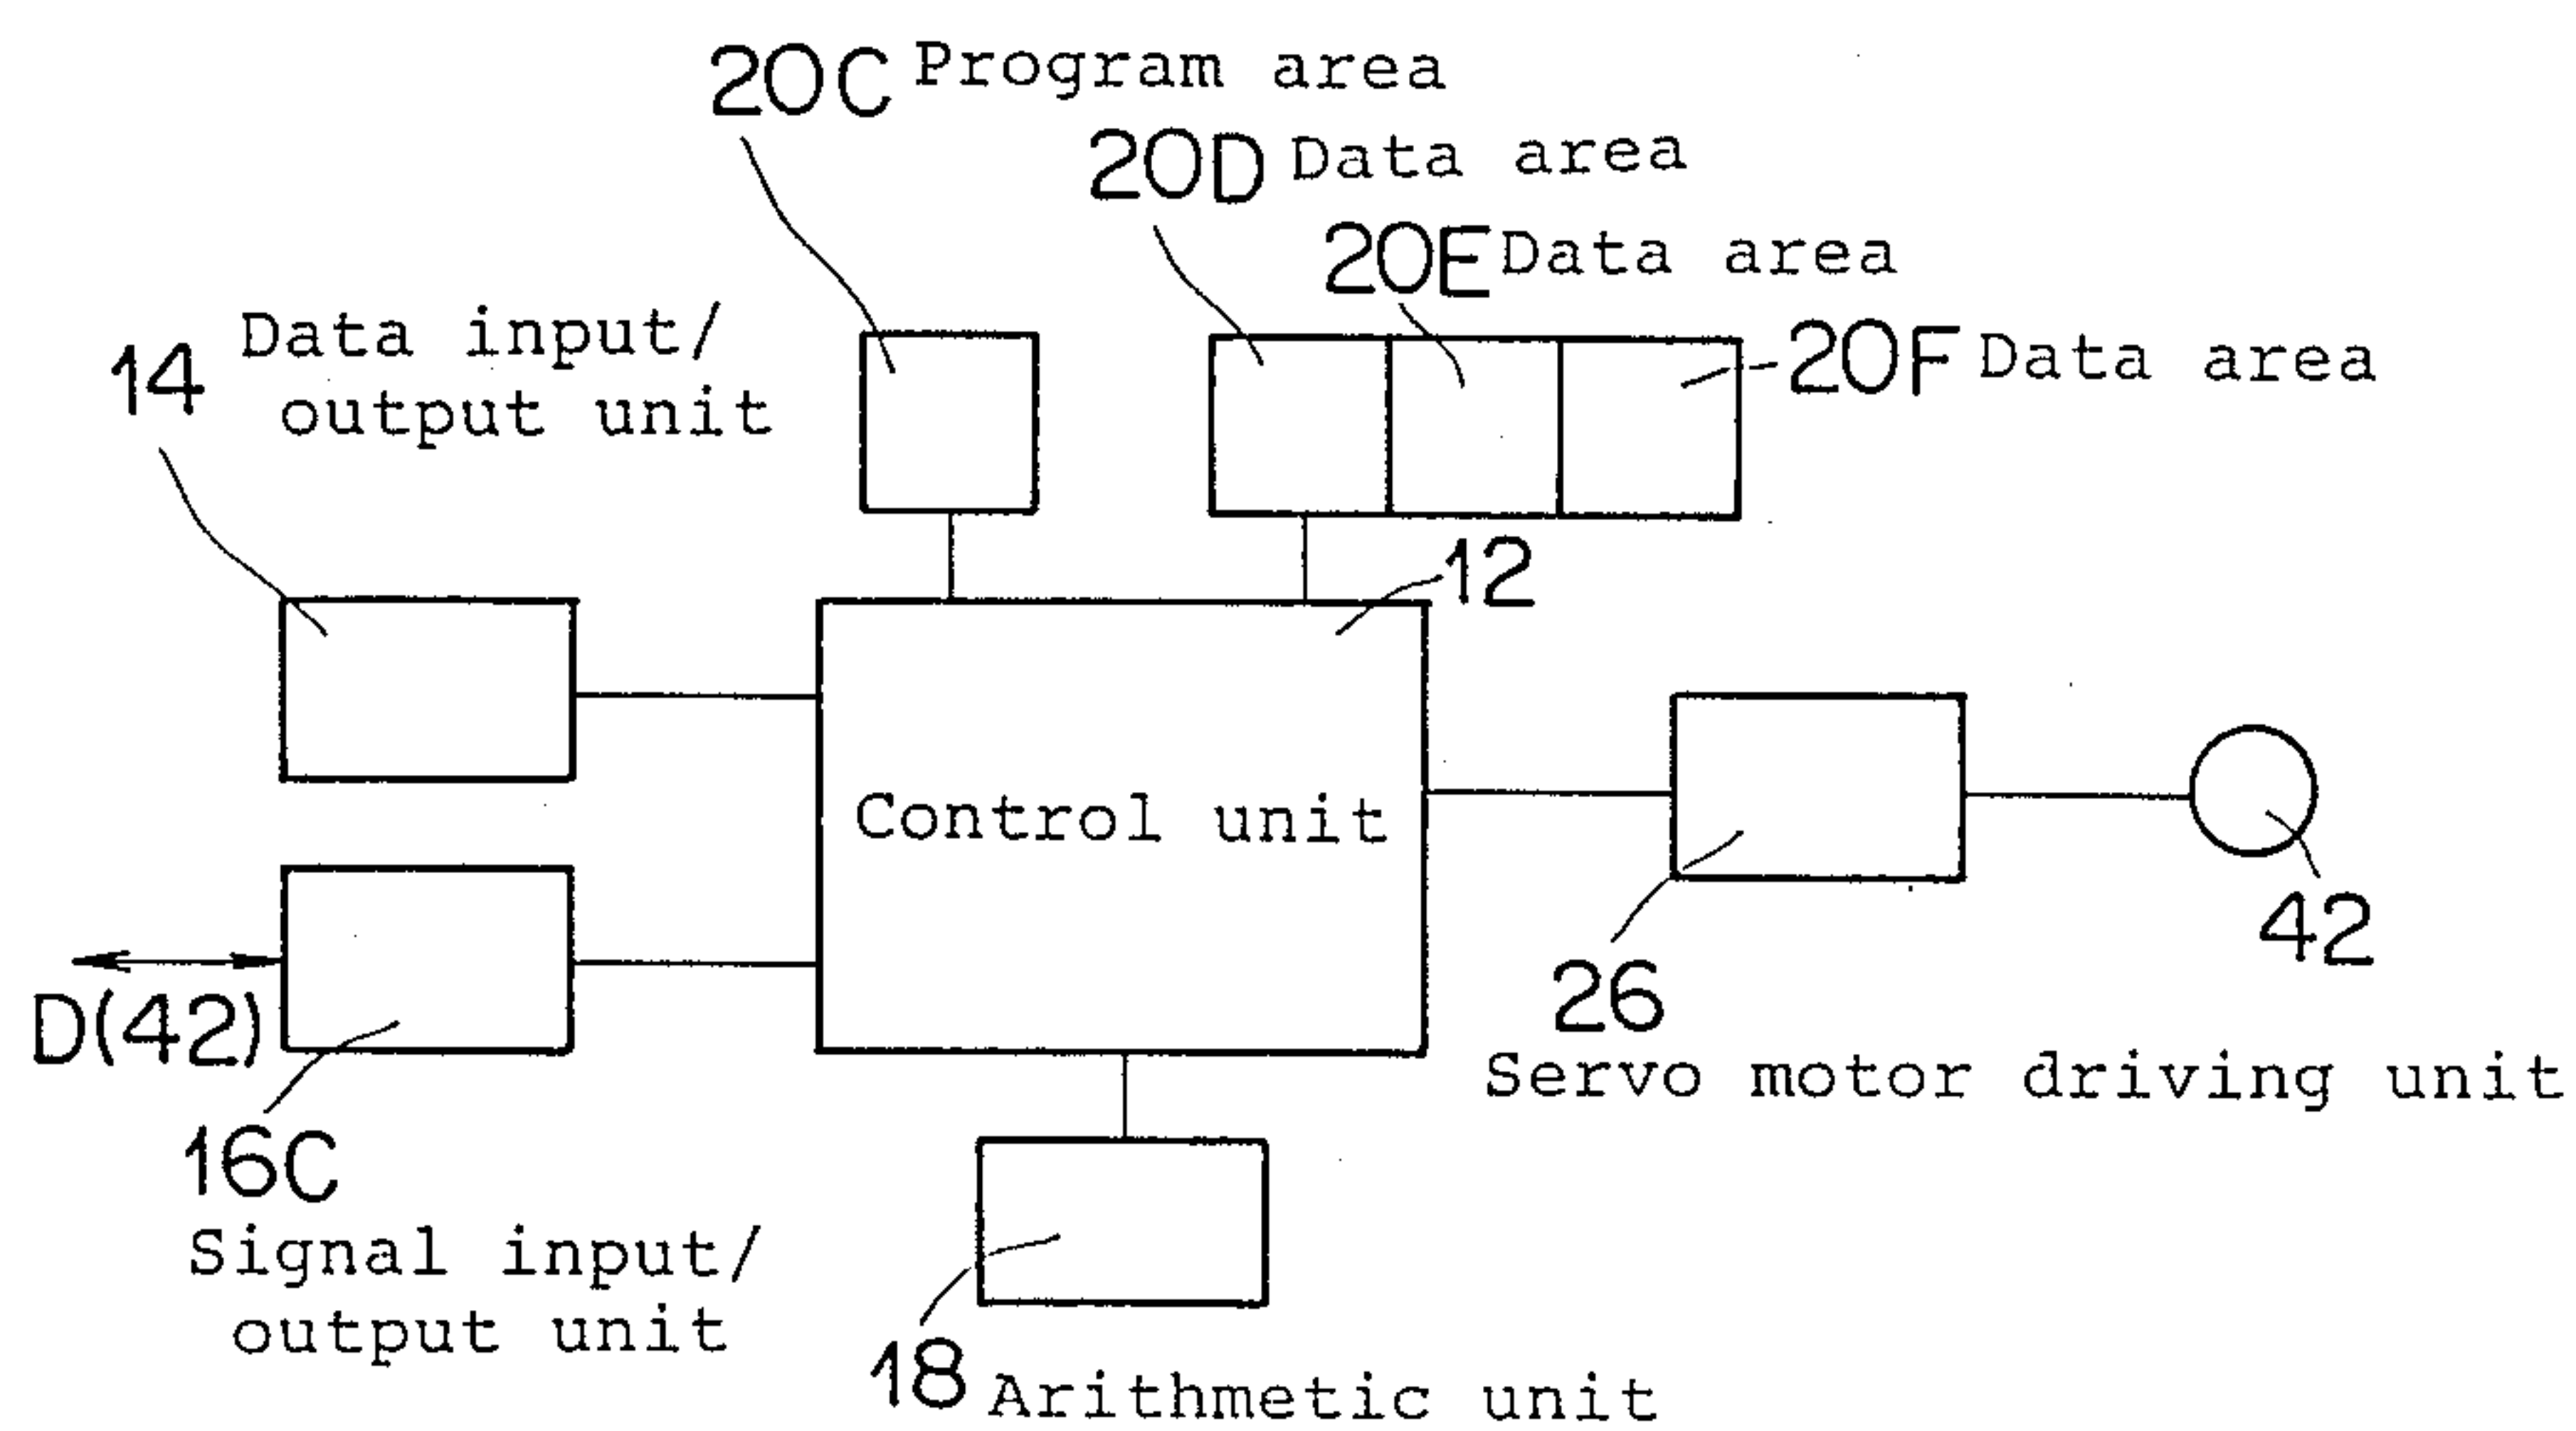 20C Program area
20D Data area
20E Data area
20F Data area
14 Data input/
output unit
12
Control unit
42
D(42)
26
Servo motor driving unit
16C
Signal input/
output unit
18 Arithmetic unit